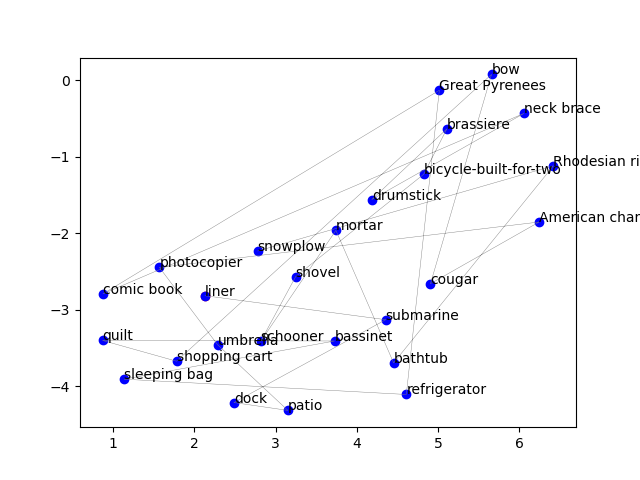 bow
Great Pyrenees
neck brace
brassiere
Rhodesian ri
bicycle-built-for-two
drumstick
American char
mortar
snowplow
photocopier
shovel
cougar
comic book
liner
submarine
quilt
umbrella
schooner
bassinet
shopping cart
bathtub
sleeping bag
refrigerator
dock
patio
0
−1
−2
−3
−4
1
2
3
4
5
6